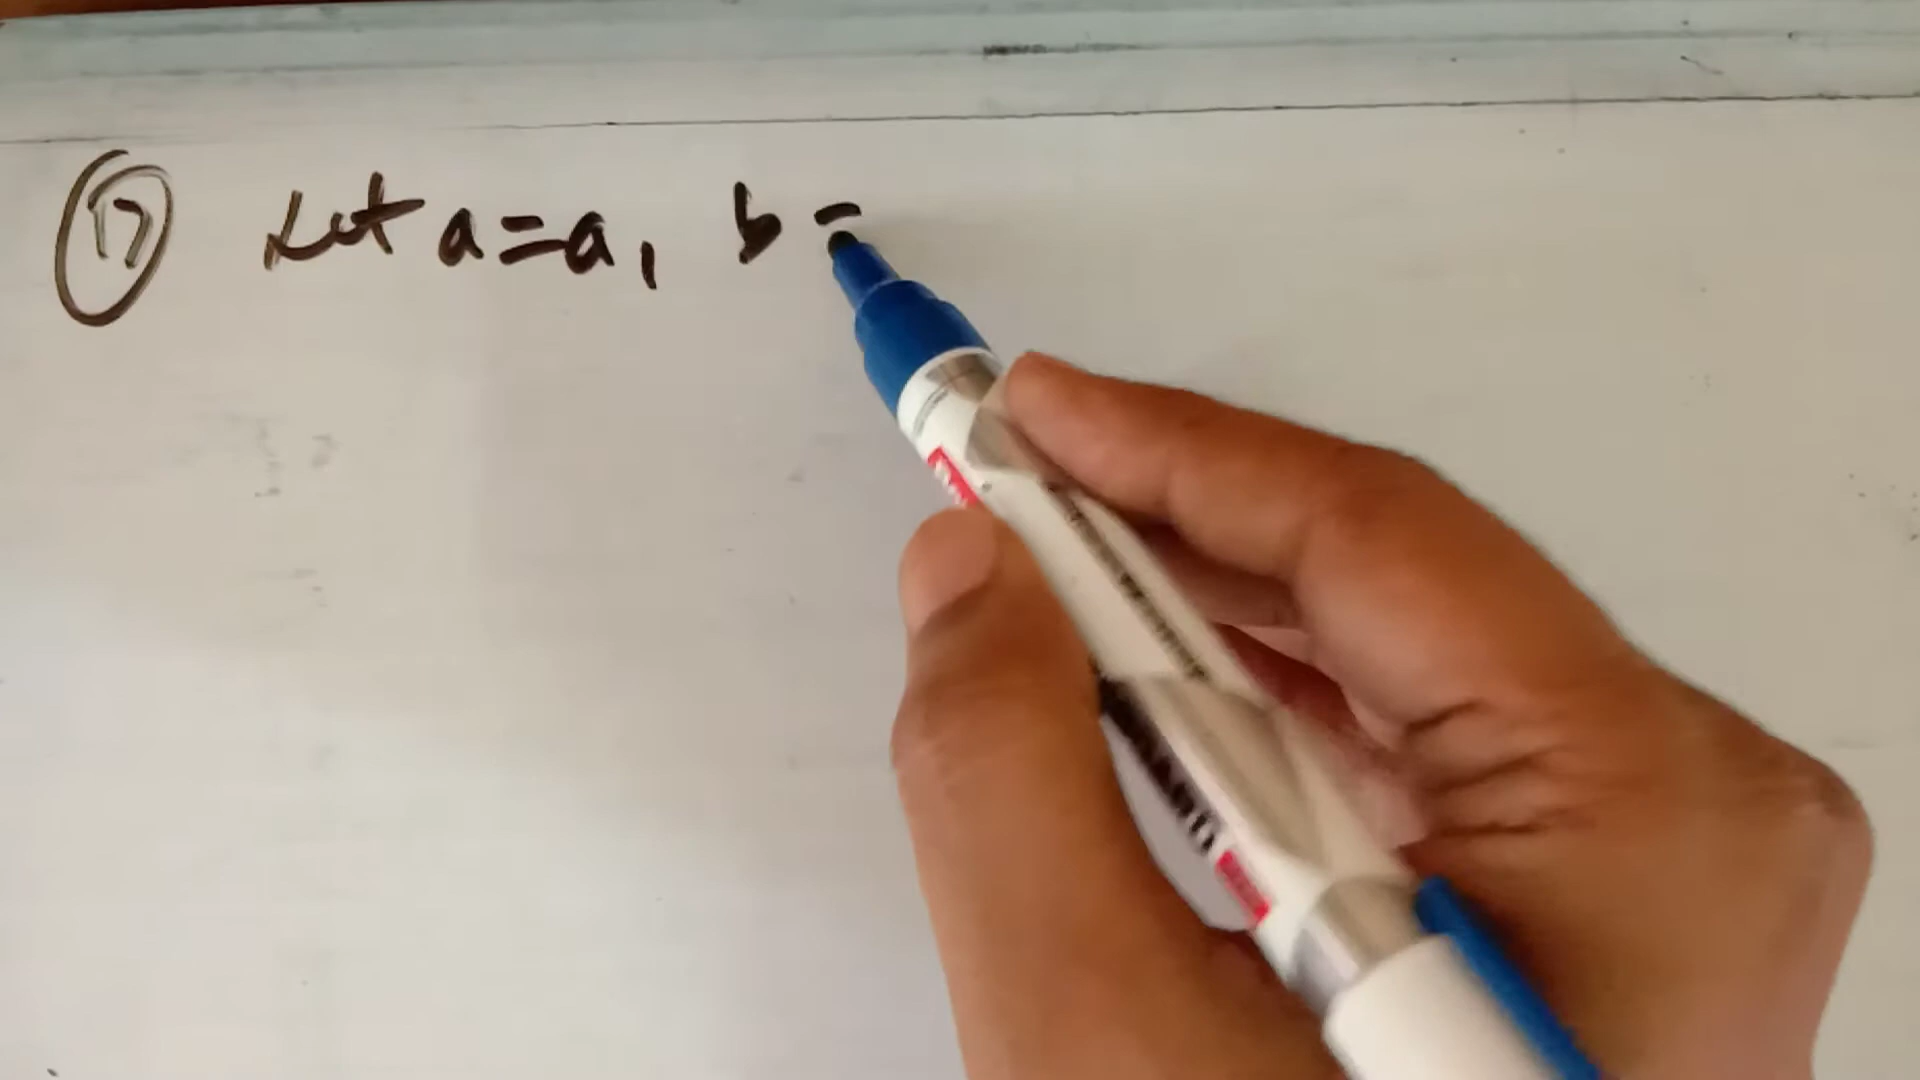 17 Let a=a, b=